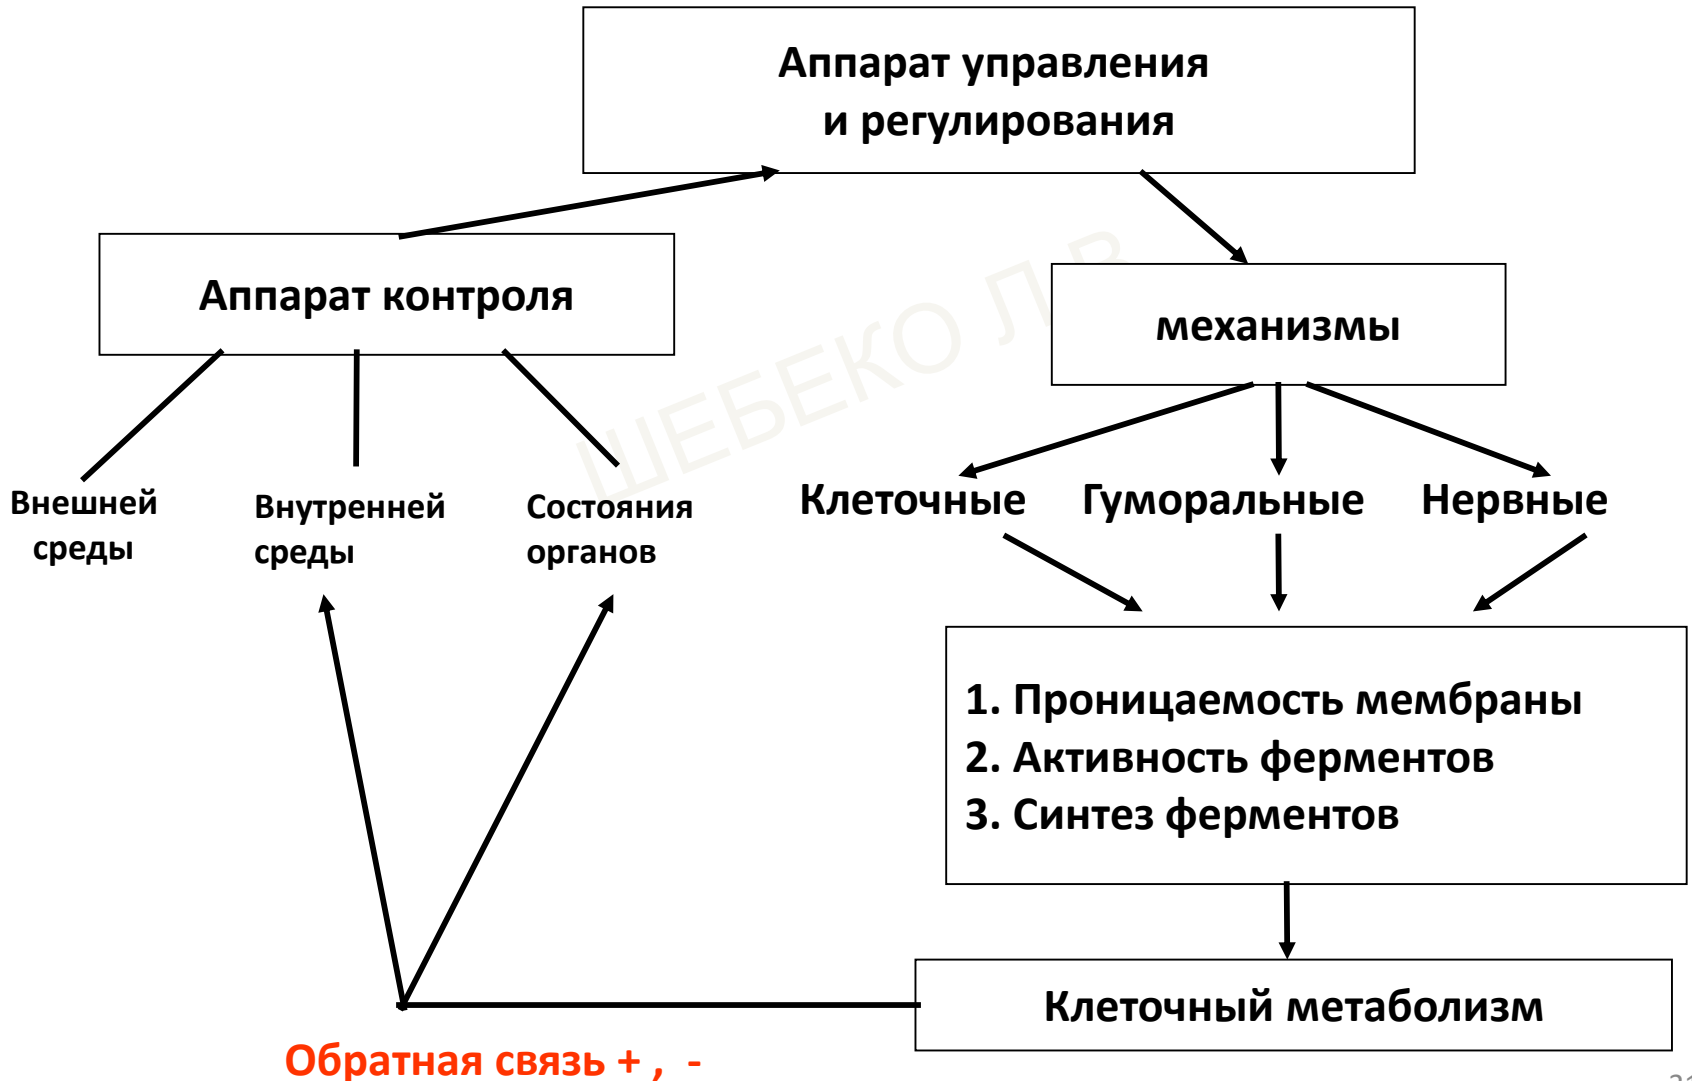 Аппарат управления
и регулирования
Аппарат контроля
механизмы
ШЕБЕКО Л.В.
Внешней
среды
Внутренней
среды
Состояния
органов
Клеточные
Гуморальные
Нервные
1. Проницаемость мембраны
2. Активность ферментов
3. Синтез ферментов
Клеточный метаболизм
Обратная связь + , -